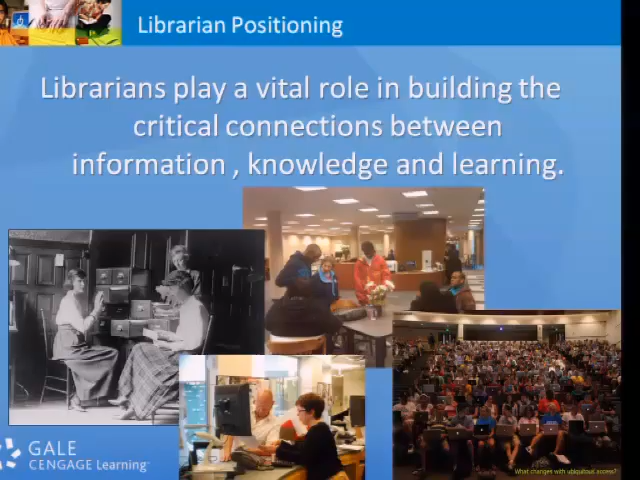 Librarian Positioning
Librarians play a vital role in building the
critical connections between
information , knowledge and learning.
GALE
CENGAGE Learning
What changes with ubiquitous access?